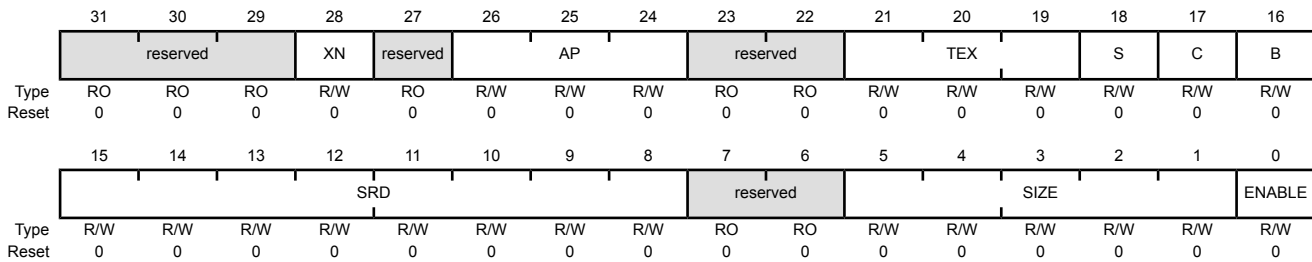 31 30 29 28 27 26 25 24 23 22 21 20 19 18 17 16
reserved XN reserved AP reserved TEX S C B
Type RO RO RO R/W RO R/W R/W R/W RO RO R/W R/W R/W R/W R/W R/W
Reset 0 0 0 0 0 0 0 0 0 0 0 0 0 0 0 0
15 14 13 12 11 10 9 8 7 6 5 4 3 2 1 0
SRD reserved SIZE ENABLE
Type R/W R/W R/W R/W R/W R/W R/W R/W RO RO R/W R/W R/W R/W R/W R/W
Reset 0 0 0 0 0 0 0 0 0 0 0 0 0 0 0 0